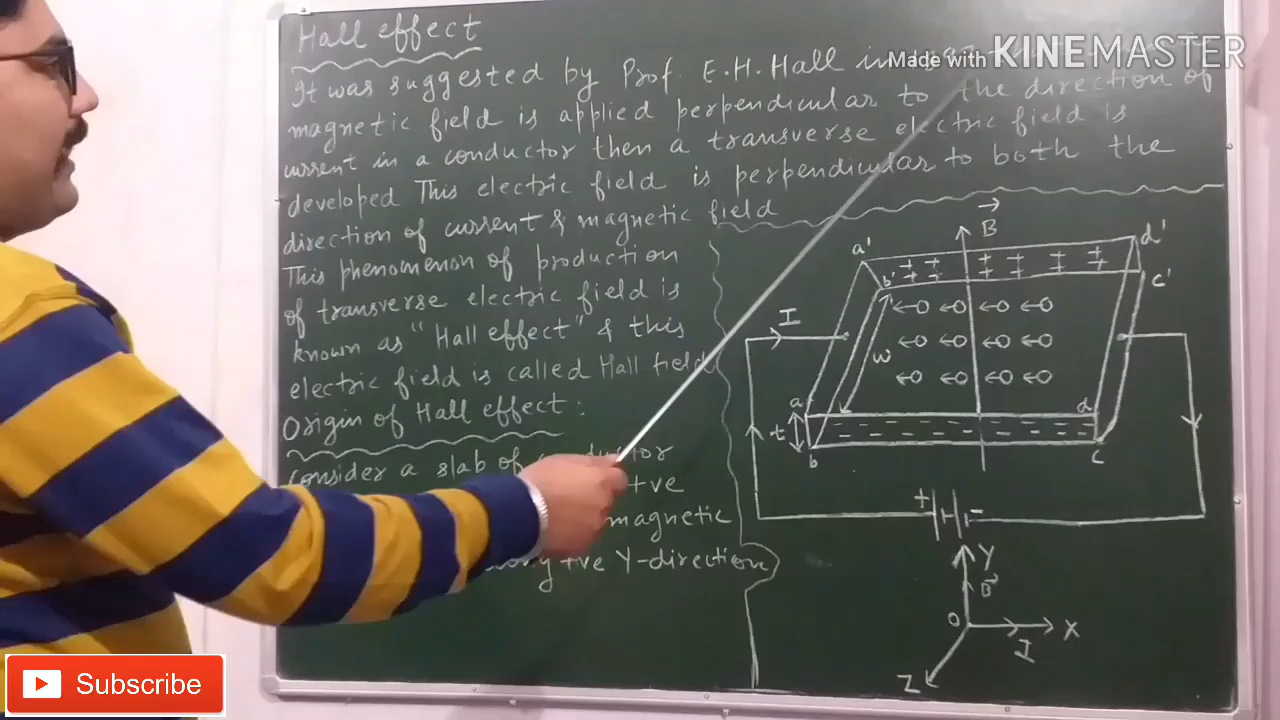 Hall effect
It was suggested by Prof. E.H. Hall in
magnetic field is applied perpendicular to the direction of
current in a conductor then a transverse electric field is
developed This electric field is perpendicular to both the
direction of current & magnetic field
This phenomenon of production
of transverse electric field is
known as "Hall effect" & this
electric field is called Hall field
Origin of Hall effect:
Consider a slab of conductor
+ve
magnetic
along +ve Y-direction
Made with KINEMASTER
B
a' d'
b' c'
I
w
a d
t
b c
+ -
Y
B
O X
I
Z
Subscribe